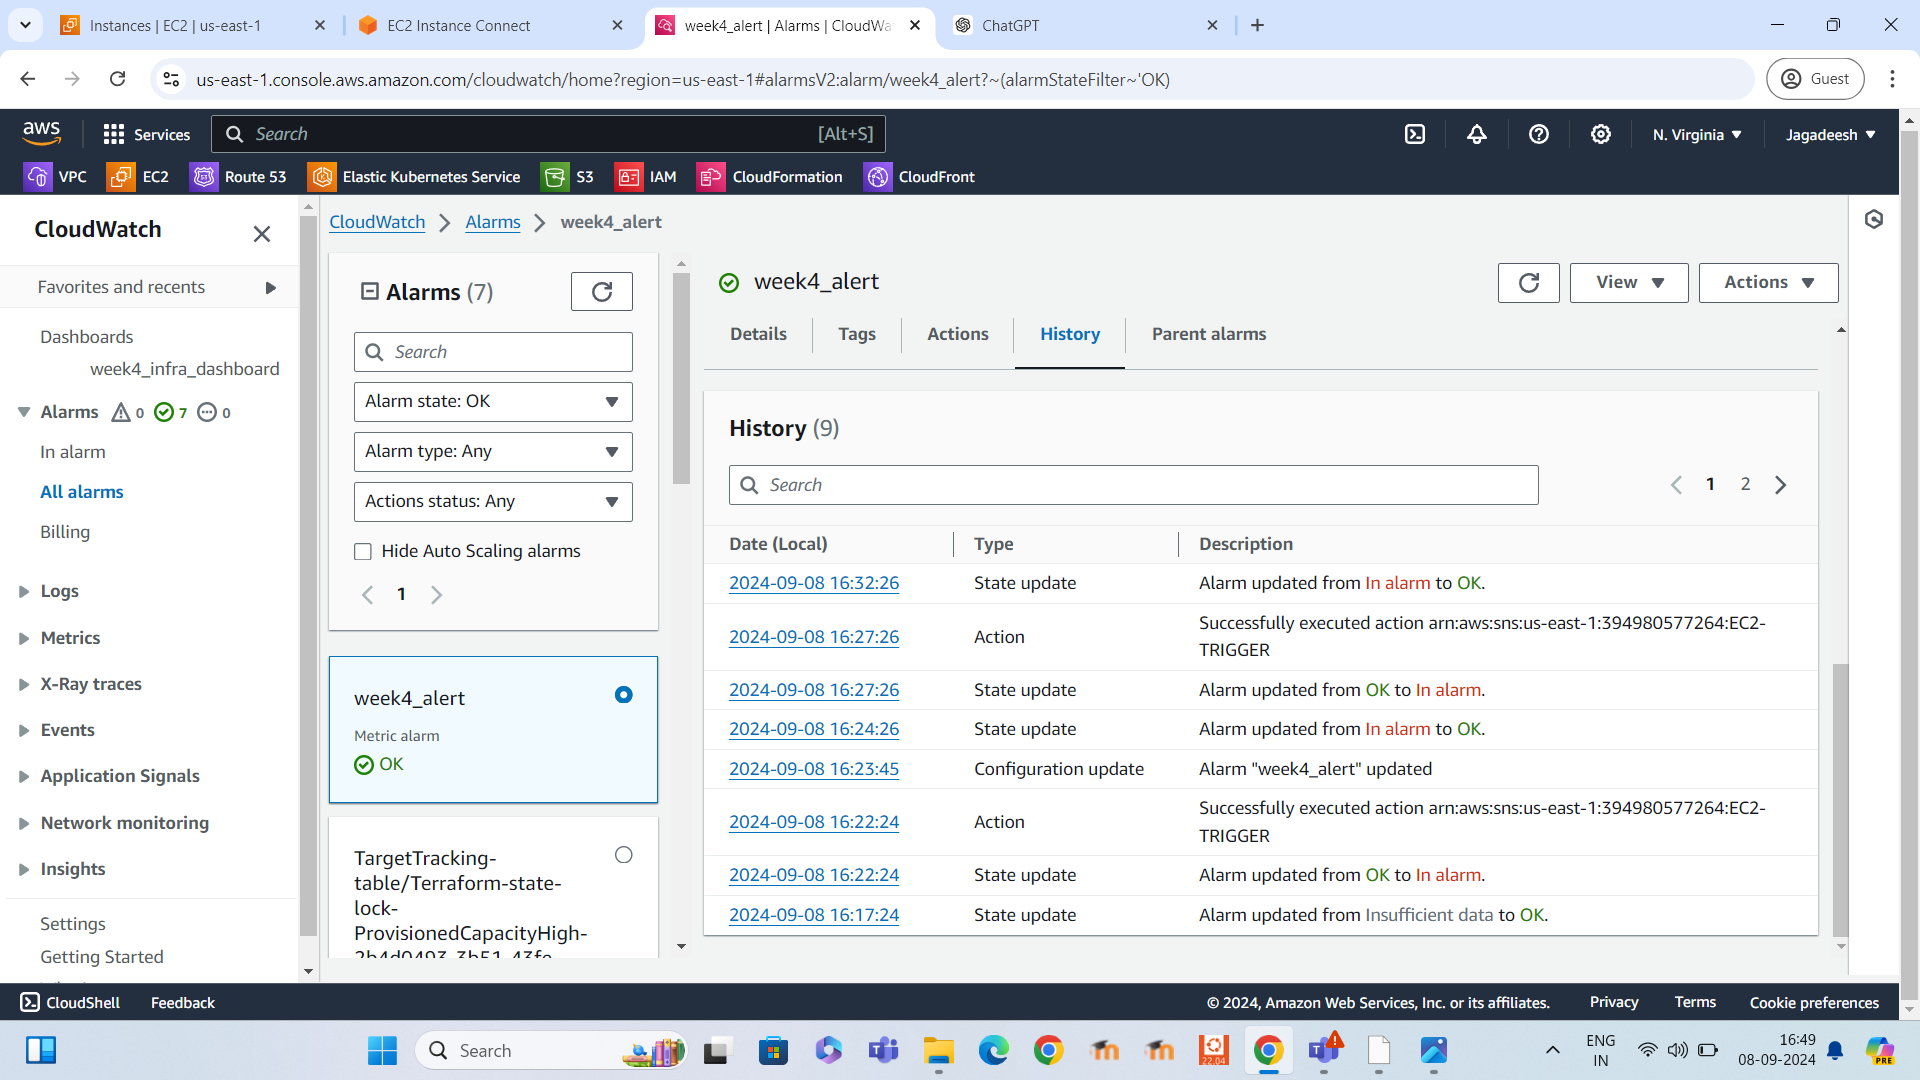 Instances | EC2 | us-east-1
EC2 Instance Connect
week4_alert | Alarms | CloudWa
ChatGPT
us-east-1.console.aws.amazon.com/cloudwatch/home?region=us-east-1#alarmsV2:alarm/week4_alert?~(alarmStateFilter~'OK)
Guest
aws
Services
Search
[Alt+S]
N. Virginia
Jagadeesh
VPC
EC2
Route 53
Elastic Kubernetes Service
S3
IAM
CloudFormation
CloudFront
CloudWatch
Favorites and recents
Dashboards
week4_infra_dashboard
Alarms 0 7 0
In alarm
All alarms
Billing
Logs
Metrics
X-Ray traces
Events
Application Signals
Network monitoring
Insights
Settings
Getting Started
CloudWatch
Alarms
week4_alert
Alarms (7)
Search
Alarm state: OK
Alarm type: Any
Actions status: Any
Hide Auto Scaling alarms
1
week4_alert
Metric alarm
OK
TargetTracking-
table/Terraform-state-
lock-
ProvisionedCapacityHigh-
week4_alert
View
Actions
Details
Tags
Actions
History
Parent alarms
History (9)
Search
1 2
Date (Local) Type Description
2024-09-08 16:32:26 State update Alarm updated from In alarm to OK.
2024-09-08 16:27:26 Action Successfully executed action arn:aws:sns:us-east-1:394980577264:EC2-
TRIGGER
2024-09-08 16:27:26 State update Alarm updated from OK to In alarm.
2024-09-08 16:24:26 State update Alarm updated from In alarm to OK.
2024-09-08 16:23:45 Configuration update Alarm "week4_alert" updated
2024-09-08 16:22:24 Action Successfully executed action arn:aws:sns:us-east-1:394980577264:EC2-
TRIGGER
2024-09-08 16:22:24 State update Alarm updated from OK to In alarm.
2024-09-08 16:17:24 State update Alarm updated from Insufficient data to OK.
CloudShell
Feedback
© 2024, Amazon Web Services, Inc. or its affiliates.
Privacy
Terms
Cookie preferences
Search
22.04
ENG
IN
16:49
08-09-2024
PRE